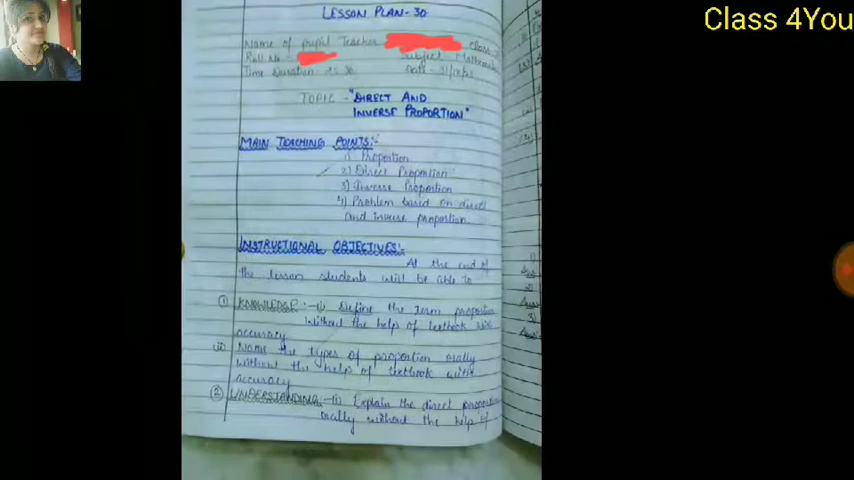 Class 4You
LESSON PLAN-30
Name of pupil Teacher Class
Roll No - Subject Mathematics
Time Duration Date -
TOPIC - "DIRECT AND
INVERSE PROPORTION"
MAIN TEACHING POINTS:-
1) Proportion
2) Direct Proportion
3) Inverse Proportion
4) Problem based on direct
and inverse proportion.
INSTRUCTIONAL OBJECTIVES:-
At the end of
the lesson students will be able to
① KNOWLEDGE :- i) Define the term proportion
without the help of textbook with
accuracy
ii) Name the types of proportion orally
without the help of textbook with
accuracy
② UNDERSTANDING :- i) Explain the direct proportion
orally without the help of